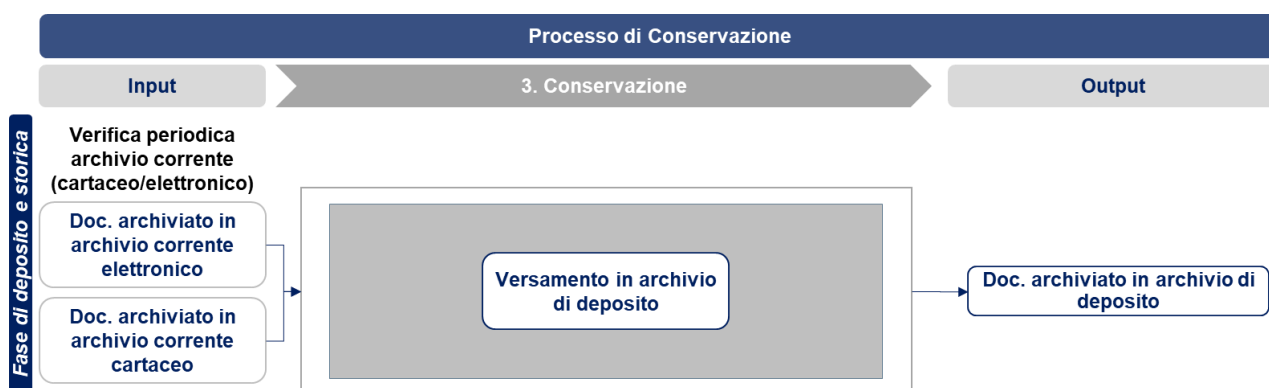 Processo di Conservazione
Input
3. Conservazione
Output
Fase di deposito e storica
Verifica periodica
archivio corrente
(cartaceo/elettronico)
Doc. archiviato in
archivio corrente
elettronico
Doc. archiviato in
archivio corrente
cartaceo
Versamento in archivio
di deposito
Doc. archiviato in archivio di
deposito